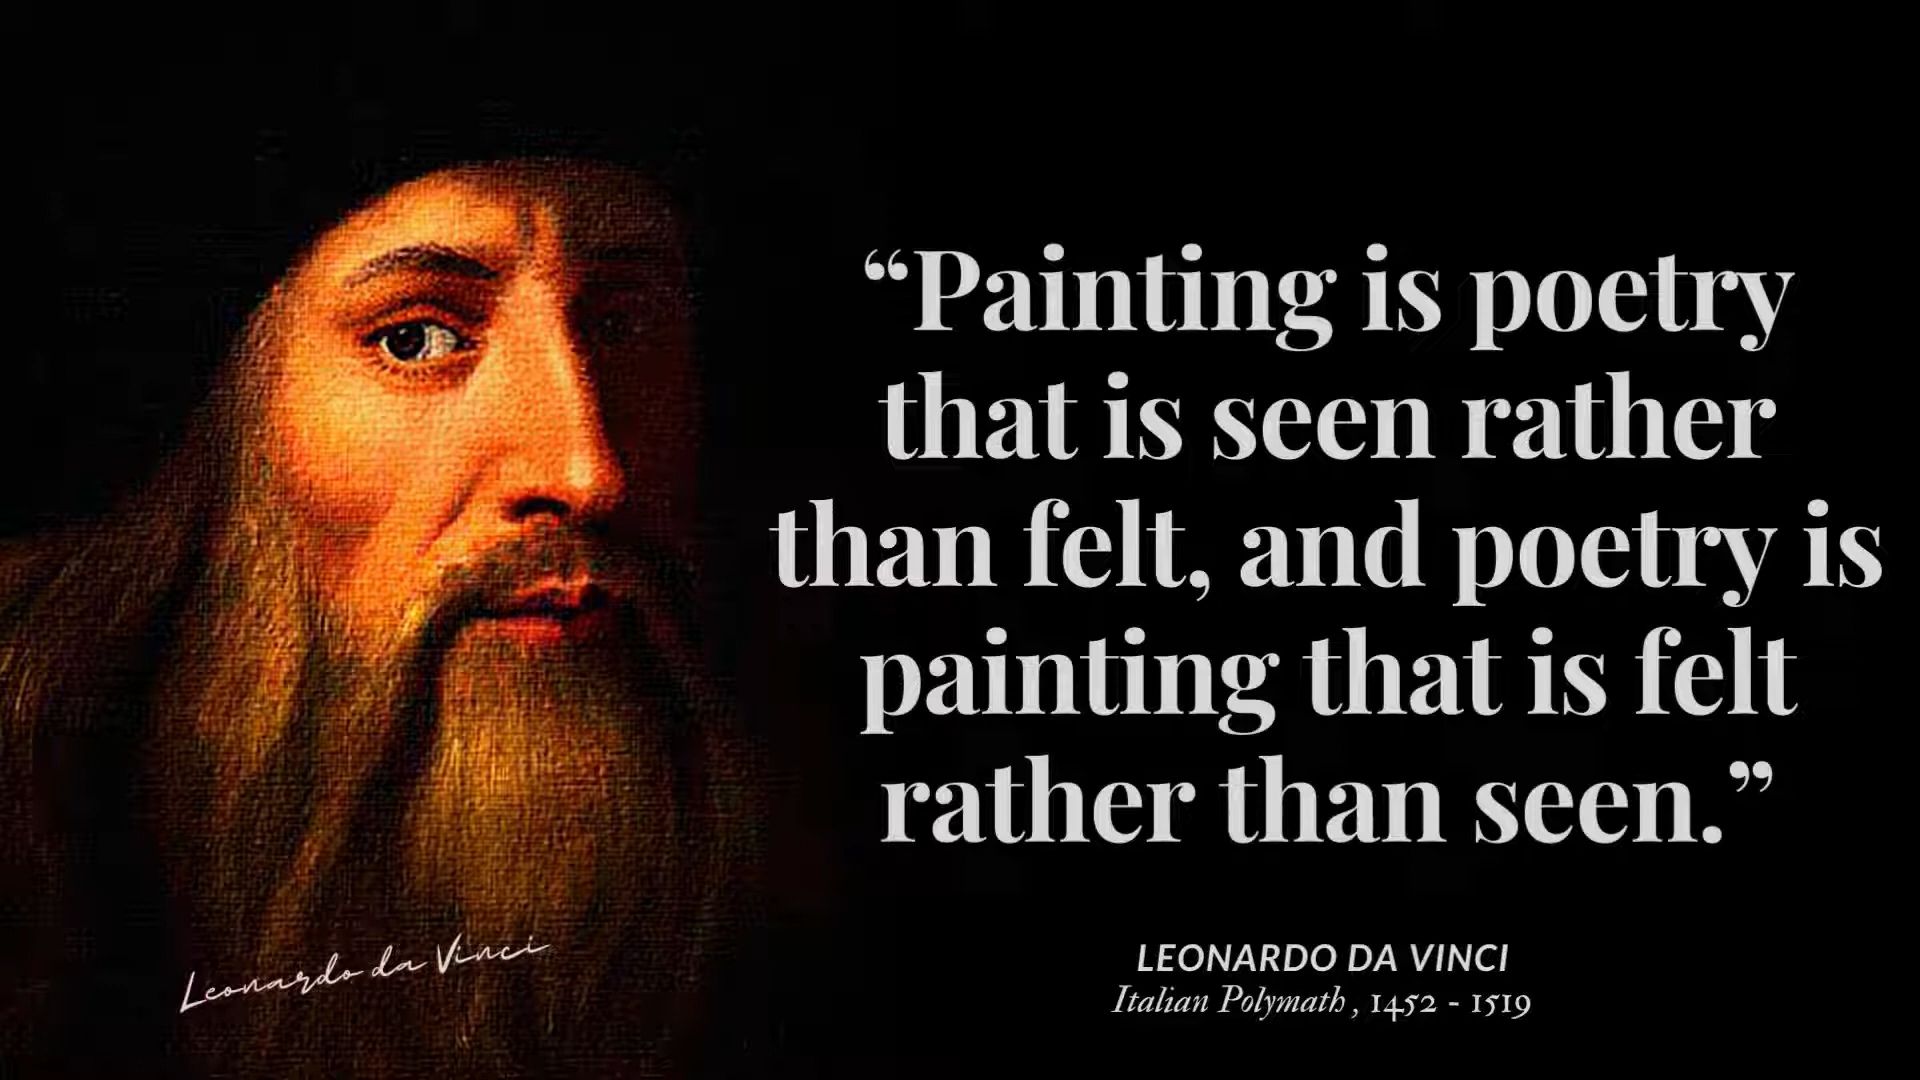 “Painting is poetry
that is seen rather
than felt, and poetry is
painting that is felt
rather than seen.”
LEONARDO DA VINCI
Italian Polymath , 1452 - 1519
Leonardo da Vinci